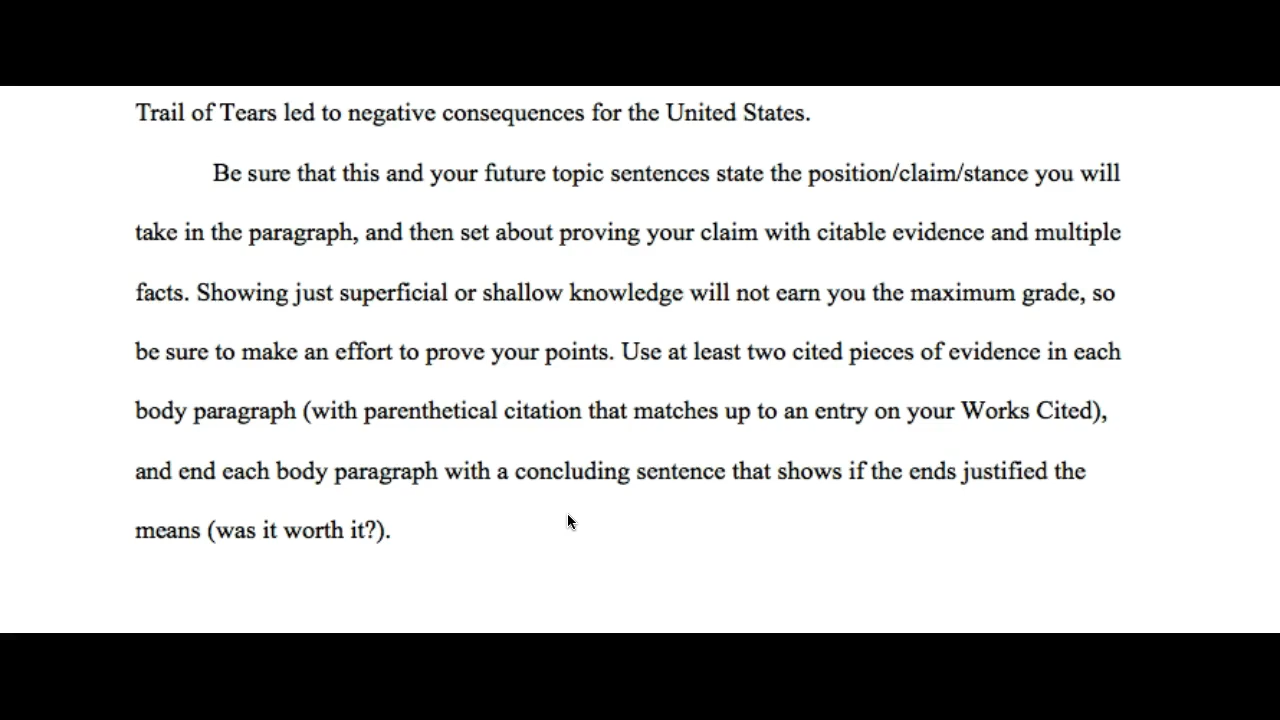 Trail of Tears led to negative consequences for the United States.
Be sure that this and your future topic sentences state the position/claim/stance you will
take in the paragraph, and then set about proving your claim with citable evidence and multiple
facts. Showing just superficial or shallow knowledge will not earn you the maximum grade, so
be sure to make an effort to prove your points. Use at least two cited pieces of evidence in each
body paragraph (with parenthetical citation that matches up to an entry on your Works Cited),
and end each body paragraph with a concluding sentence that shows if the ends justified the
means (was it worth it?).